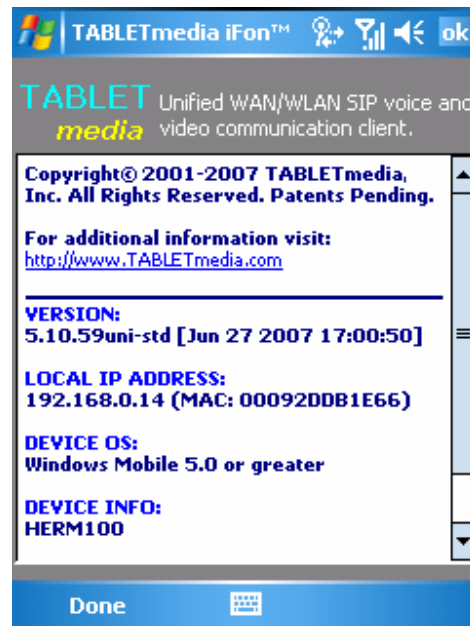 TABLETmedia iFon™ ok
TABLET Unified WAN/WLAN SIP voice and
media video communication client.
Copyright© 2001-2007 TABLETmedia,
Inc. All Rights Reserved. Patents Pending.
For additional information visit:
http://www.TABLETmedia.com
VERSION:
5.10.59uni-std [Jun 27 2007 17:00:50]
LOCAL IP ADDRESS:
192.168.0.14 (MAC: 00092DDB1E66)
DEVICE OS:
Windows Mobile 5.0 or greater
DEVICE INFO:
HERM100
Done